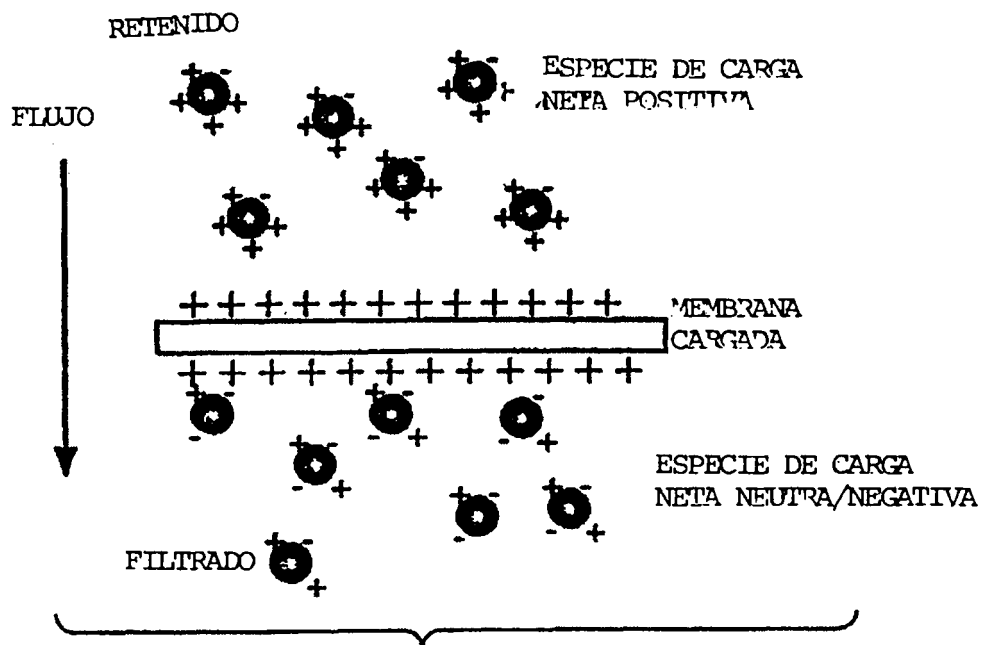 RETENIDO
FLUJO
ESPECIE DE CARGA
NETA POSITIVA
MEMBRANA
CARGADA
ESPECIE DE CARGA
NETA NEUTRA/NEGATIVA
FILTRADO